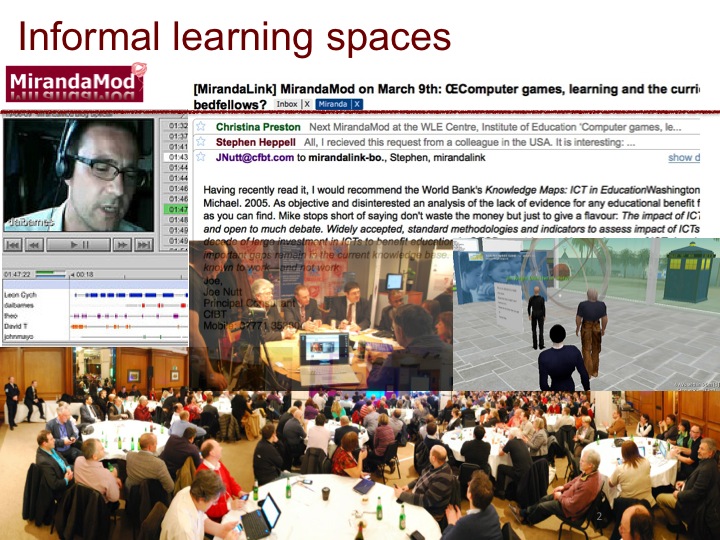 Informal learning spaces
MirandaMod
[MirandaLink] MirandaMod on March 9th: ŒComputer games, learning and the curri
bedfellows? Inbox X Miranda X
Christina Preston Next MirandaMod at the WLE Centre, Institute of Education 'Computer games, le...
Stephen Heppell All, I recieved this request from a colleague in the USA. It is interesting: ...
JNutt@cfbt.com to mirandalink-bo., Stephen, mirandalink show d
Having recently read it, I would recommend the World Bank's Knowledge Maps: ICT in EducationWashington
Michael. 2005. As objective and disinterested an analysis of the lack of evidence for any educational benefit f
as you can find. Mike stops short of saying don't waste the money but just to give a flavour: The impact of IC
and open to much debate. Widely accepted, standard methodologies and indicators to assess impact of ICTs
decade of large investment in ICTs to benefit education
important gaps remain in the current knowledge base.
known to work and not work
Joe,
Joe Nutt
Principal Consultant
CfBT
Mobile
01:32
01:41
01:43
01:44
01:46
01:46
01:47
01:48
01:49
dalbarnes
01:47:22 00:18
Leon Cych
dalbarnes
theo
David T
johnmayo
2